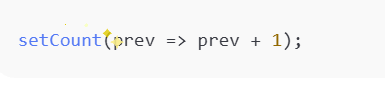 setCount(prev => prev + 1);